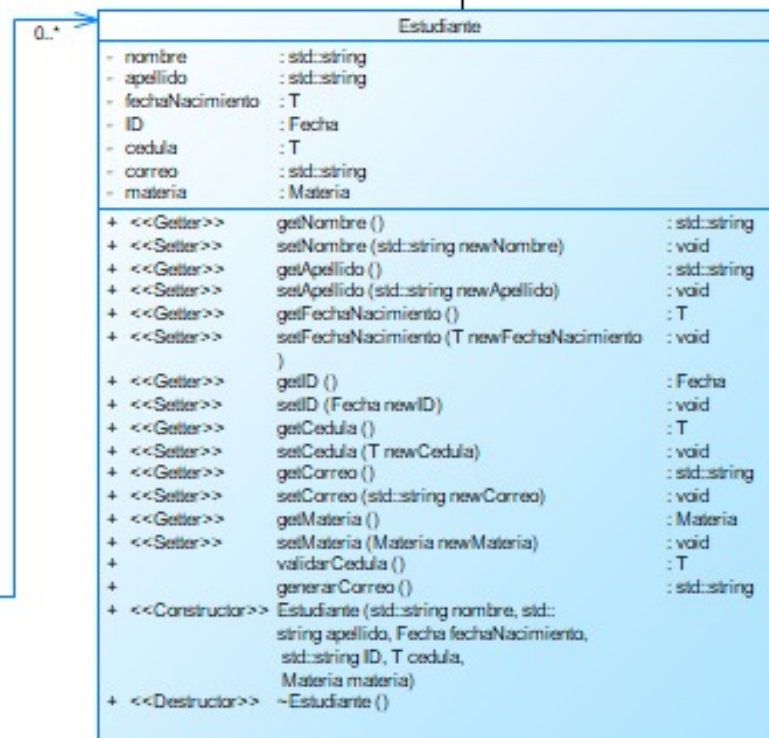 0..*
Estudiante
- nombre : std::string
- apellido : std::string
- fechaNacimiento : T
- ID : Fecha
- cedula : T
- correo : std::string
- materia : Materia
+ <<Getter>> getNombre () : std::string
+ <<Setter>> setNombre (std::string newNombre) : void
+ <<Getter>> getApellido () : std::string
+ <<Setter>> setApellido (std::string newApellido) : void
+ <<Getter>> getFechaNacimiento () : T
+ <<Setter>> setFechaNacimiento (T newFechaNacimiento : void
)
+ <<Getter>> getID () : Fecha
+ <<Setter>> setID (Fecha newID) : void
+ <<Getter>> getCedula () : T
+ <<Setter>> setCedula (T newCedula) : void
+ <<Getter>> getCorreo () : std::string
+ <<Setter>> setCorreo (std::string newCorreo) : void
+ <<Getter>> getMateria () : Materia
+ <<Setter>> setMateria (Materia newMateria) : void
+ validarCedula () : T
+ generarCorreo () : std::string
+ <<Constructor>> Estudiante (std::string nombre, std::
string apellido, Fecha fechaNacimiento,
std::string ID, T cedula,
Materia materia)
+ <<Destructor>> ~Estudiante ()